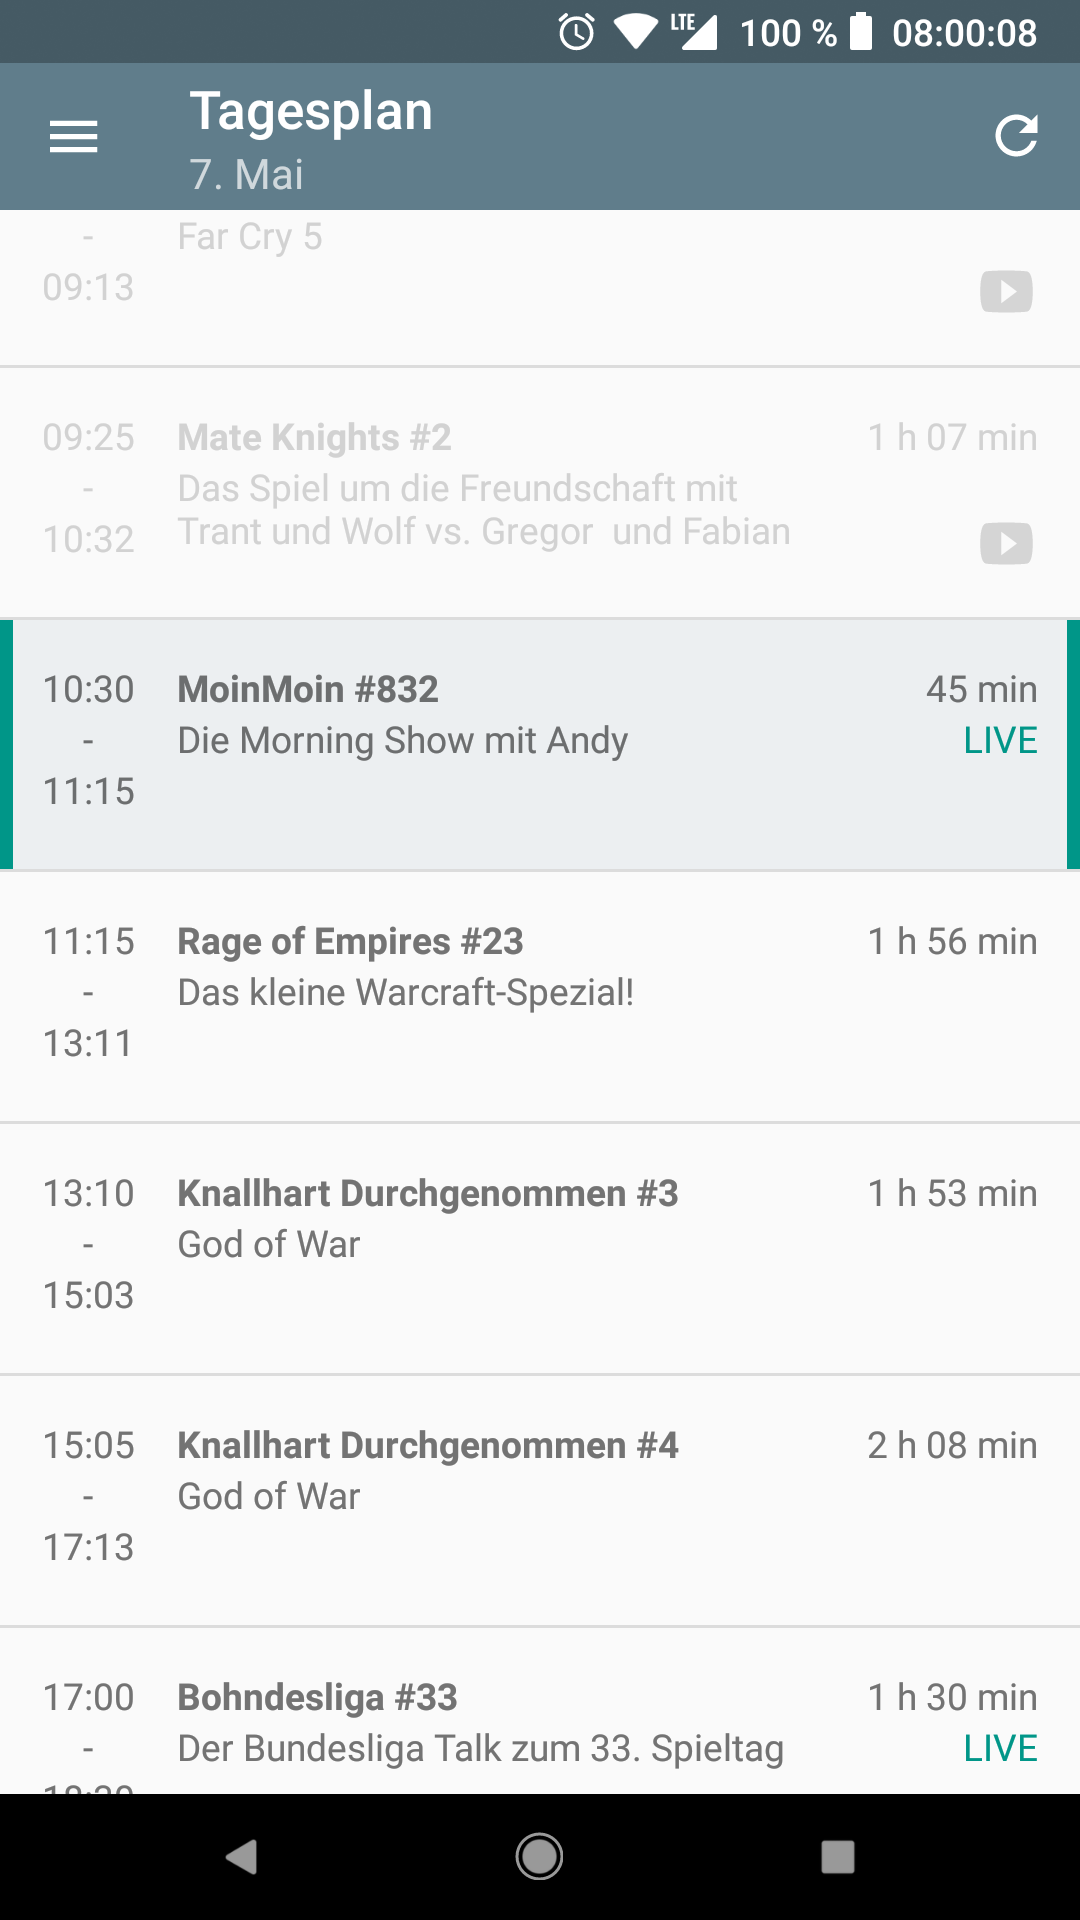 LTE 100 % 08:00:08
Tagesplan
7. Mai
- Far Cry 5
09:13
09:25 Mate Knights #2 1 h 07 min
- Das Spiel um die Freundschaft mit
10:32 Trant und Wolf vs. Gregor  und Fabian
10:30 MoinMoin #832 45 min
- Die Morning Show mit Andy LIVE
11:15
11:15 Rage of Empires #23 1 h 56 min
- Das kleine Warcraft-Spezial!
13:11
13:10 Knallhart Durchgenommen #3 1 h 53 min
- God of War
15:03
15:05 Knallhart Durchgenommen #4 2 h 08 min
- God of War
17:13
17:00 Bohndesliga #33 1 h 30 min
- Der Bundesliga Talk zum 33. Spieltag LIVE